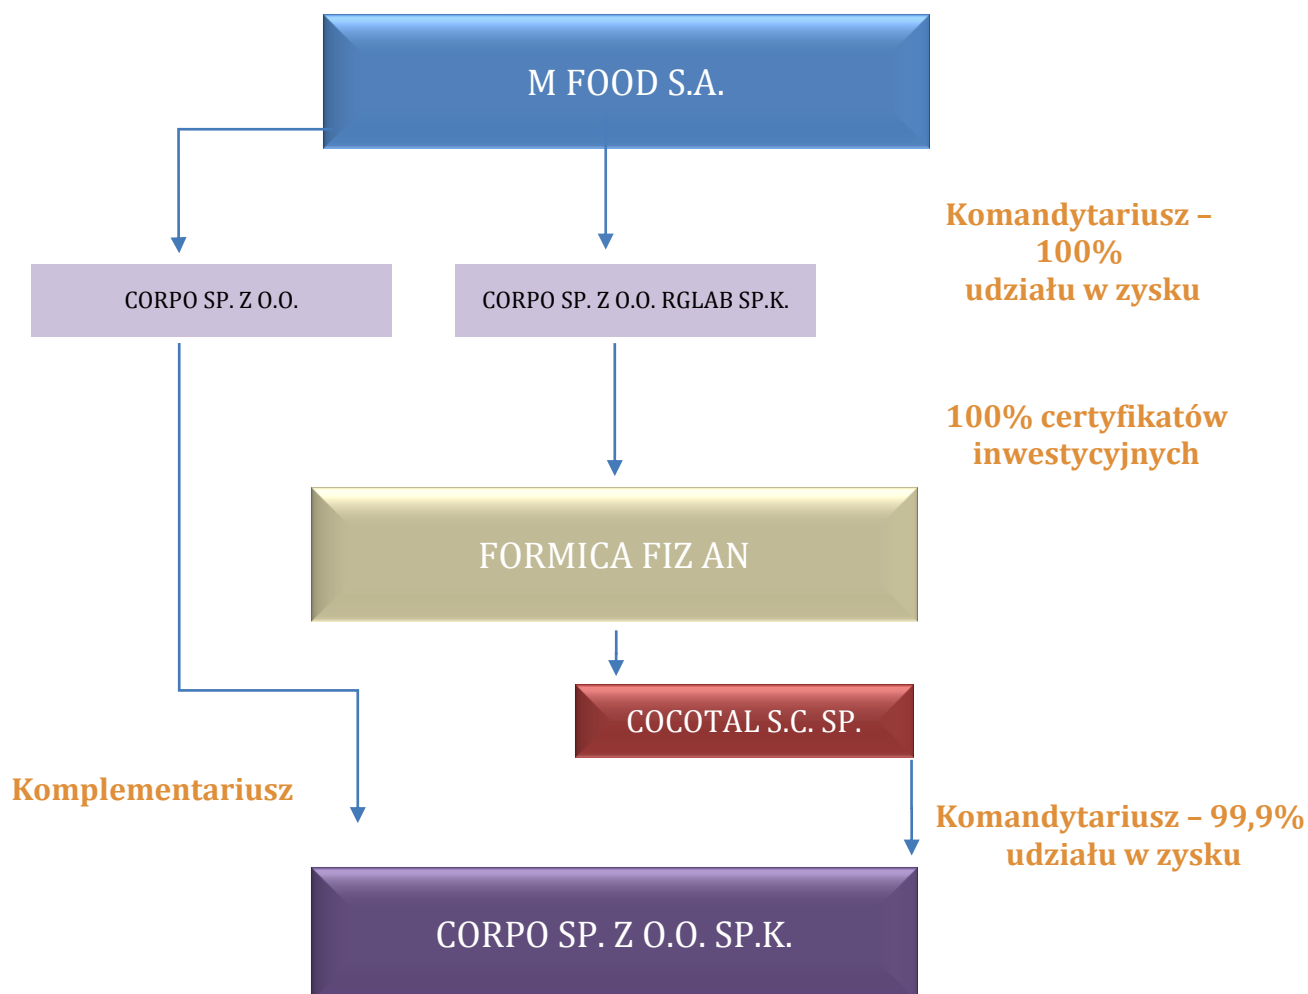 M FOOD S.A.
Komandytariusz –
100%
udziału w zysku
CORPO SP. Z O.O.
CORPO SP. Z O.O. RGLAB SP.K.
100% certyfikatów
inwestycyjnych
FORMICA FIZ AN
COCOTAL S.C. SP.
Komplementariusz
Komandytariusz – 99,9%
udziału w zysku
CORPO SP. Z O.O. SP.K.